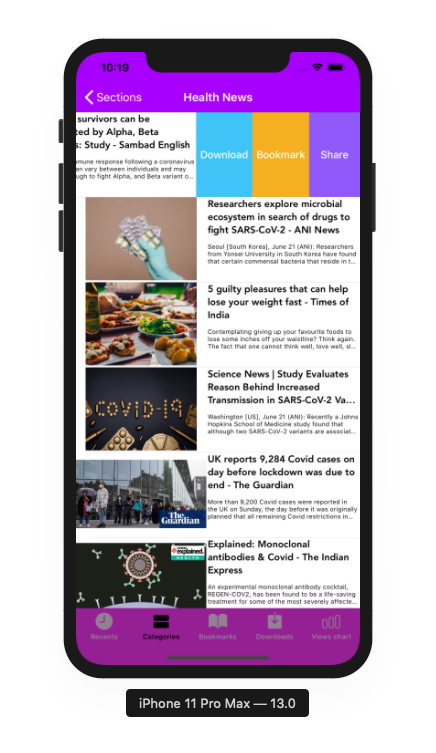 10:19
Sections
Health News
survivors can be
ted by Alpha, Beta
s: Study - Sambad English
mmune response following a coronavirus
an vary between individuals and may
ugh to fight Alpha, and Beta variant o...
Download
Bookmark
Share
Researchers explore microbial
ecosystem in search of drugs to
fight SARS-CoV-2 - ANI News
Seoul [South Korea], June 21 (ANI): Researchers
from Yonsei University in South Korea have found
that certain commensal bacteria that reside in t...
5 guilty pleasures that can help
lose your weight fast - Times of
India
Contemplating giving up your favourite foods to
lose some inches off your waistline? Think again.
The fact that one cannot think well, love well, sl...
COVID-19
Science News | Study Evaluates
Reason Behind Increased
Transmission in SARS-CoV-2 Va...
Washington [US], June 21 (ANI): Recently a Johns
Hopkins School of Medicine study found that
although two SARS-CoV-2 variants are associat...
The
Guardian
UK reports 9,284 Covid cases on
day before lockdown was due to
end - The Guardian
More than 9,200 Covid cases were reported in
the UK on Sunday, the day before it was originally
planned that all remaining Covid restrictions in...
explained.
HEALTH
Explained: Monoclonal
antibodies & Covid - The Indian
Express
An experimental monoclonal antibody cocktail,
REGEN-COV2, has been found to be a life-saving
treatment for some of the most severely affecte...
Recents
Categories
Bookmarks
Downloads
Views chart
iPhone 11 Pro Max — 13.0